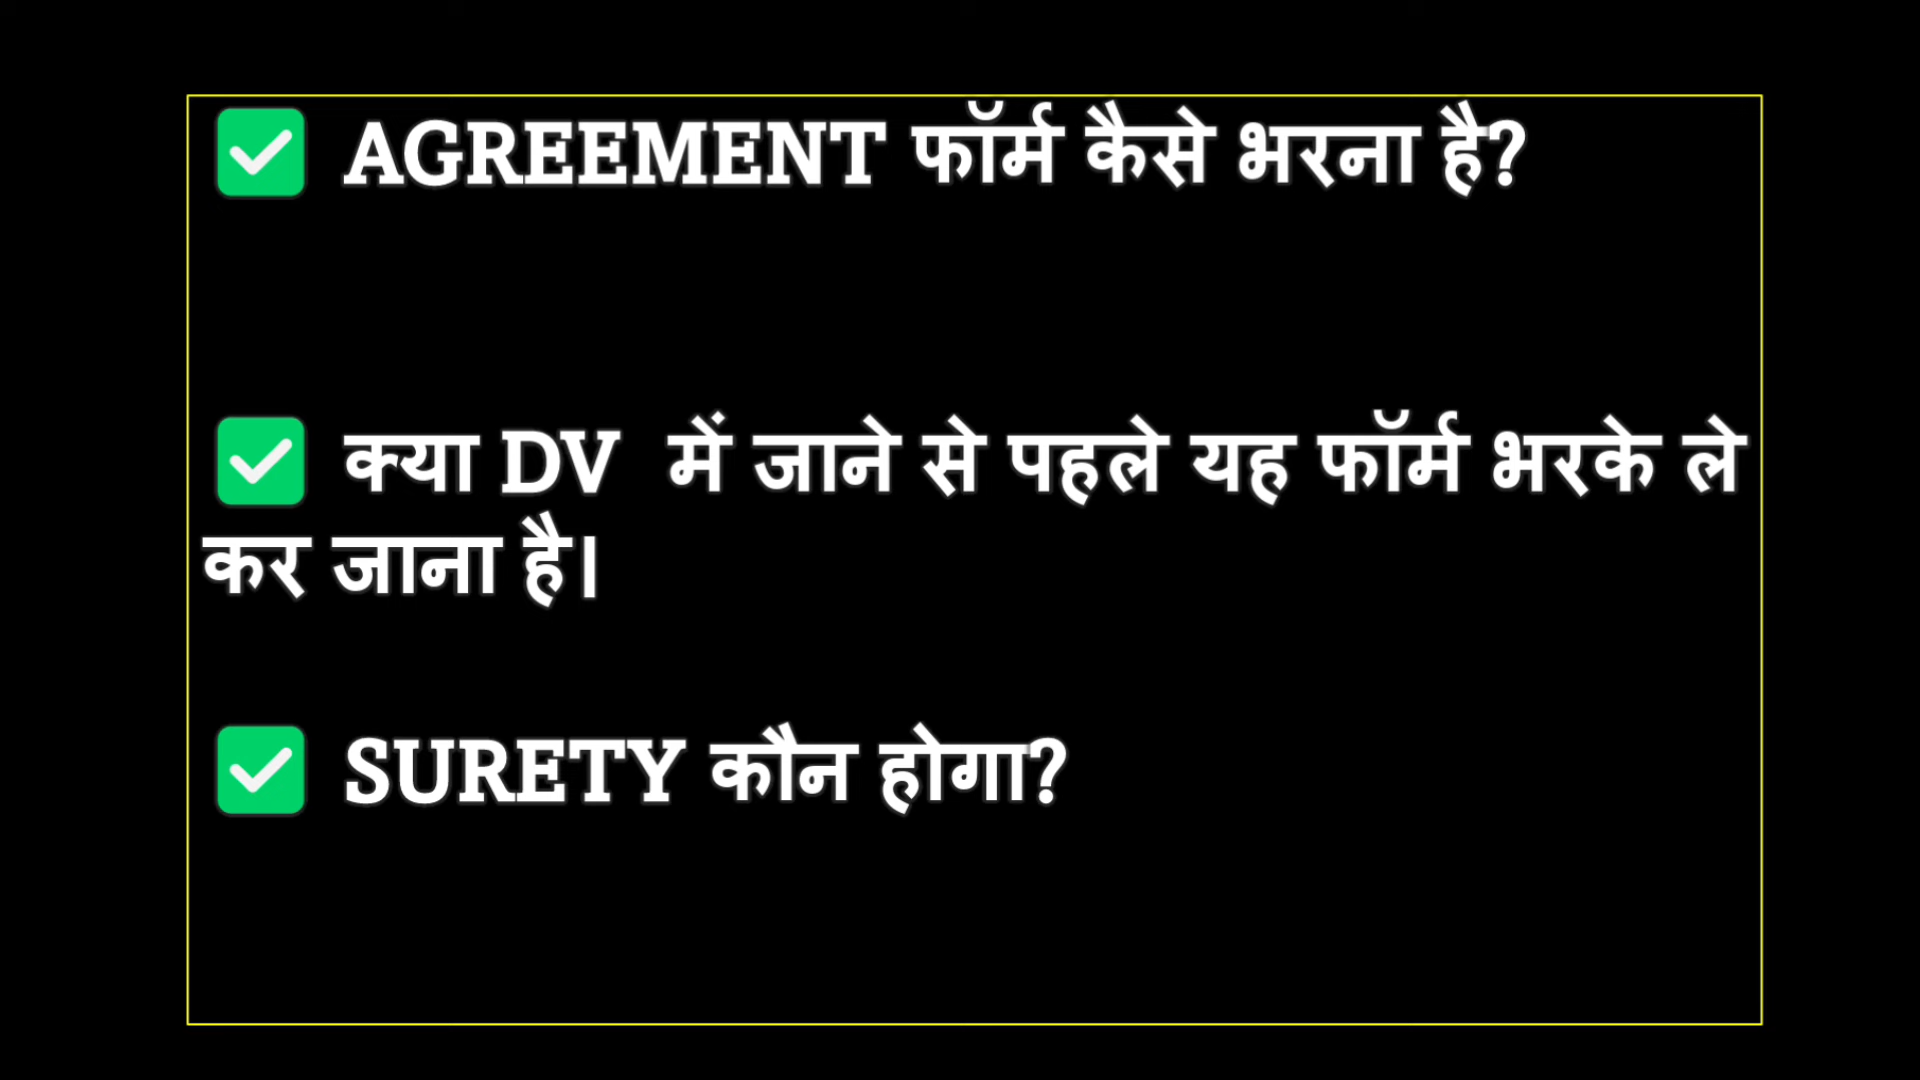 ✅ AGREEMENT फॉर्म कैसे भरना है?
✅ क्या DV में जाने से पहले यह फॉर्म भरके ले
कर जाना है।
✅ SURETY कौन होगा?